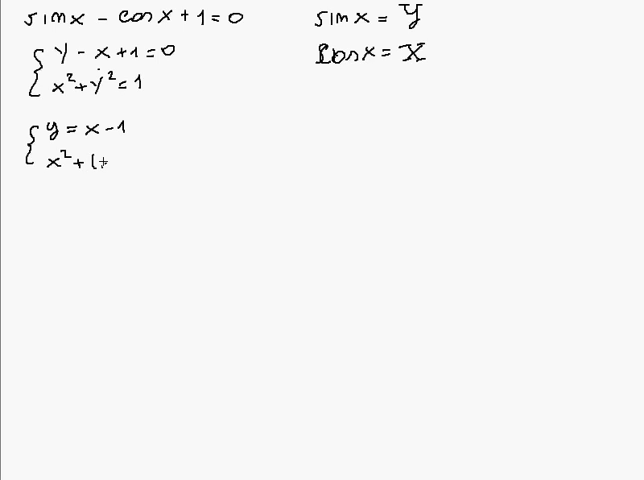 sin x - cos x + 1 = 0
sin x = Y
cos x = X
Y - x + 1 = 0
x² + y² = 1
y = x - 1
x² + (